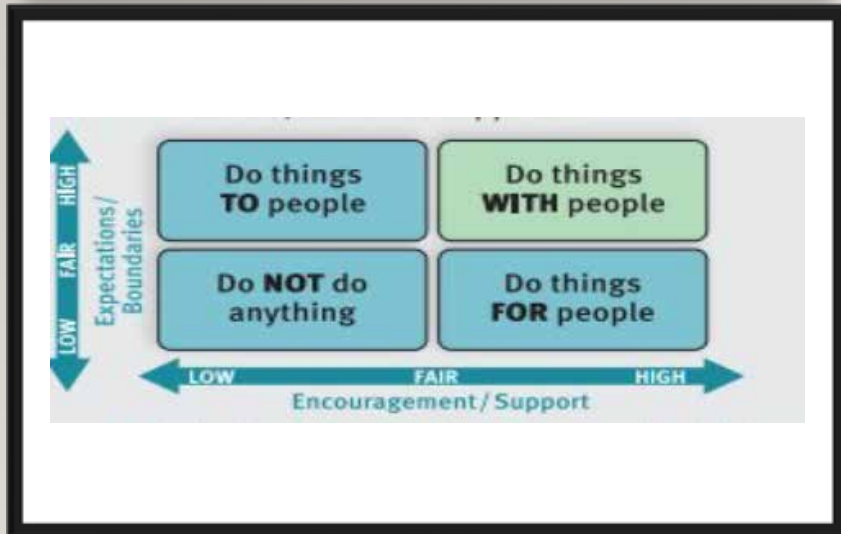 Do things
TO people
Do things
WITH people
Do NOT do
anything
Do things
FOR people
HIGH
FAIR
LOW
Expectations/
Boundaries
LOW FAIR HIGH
Encouragement/Support